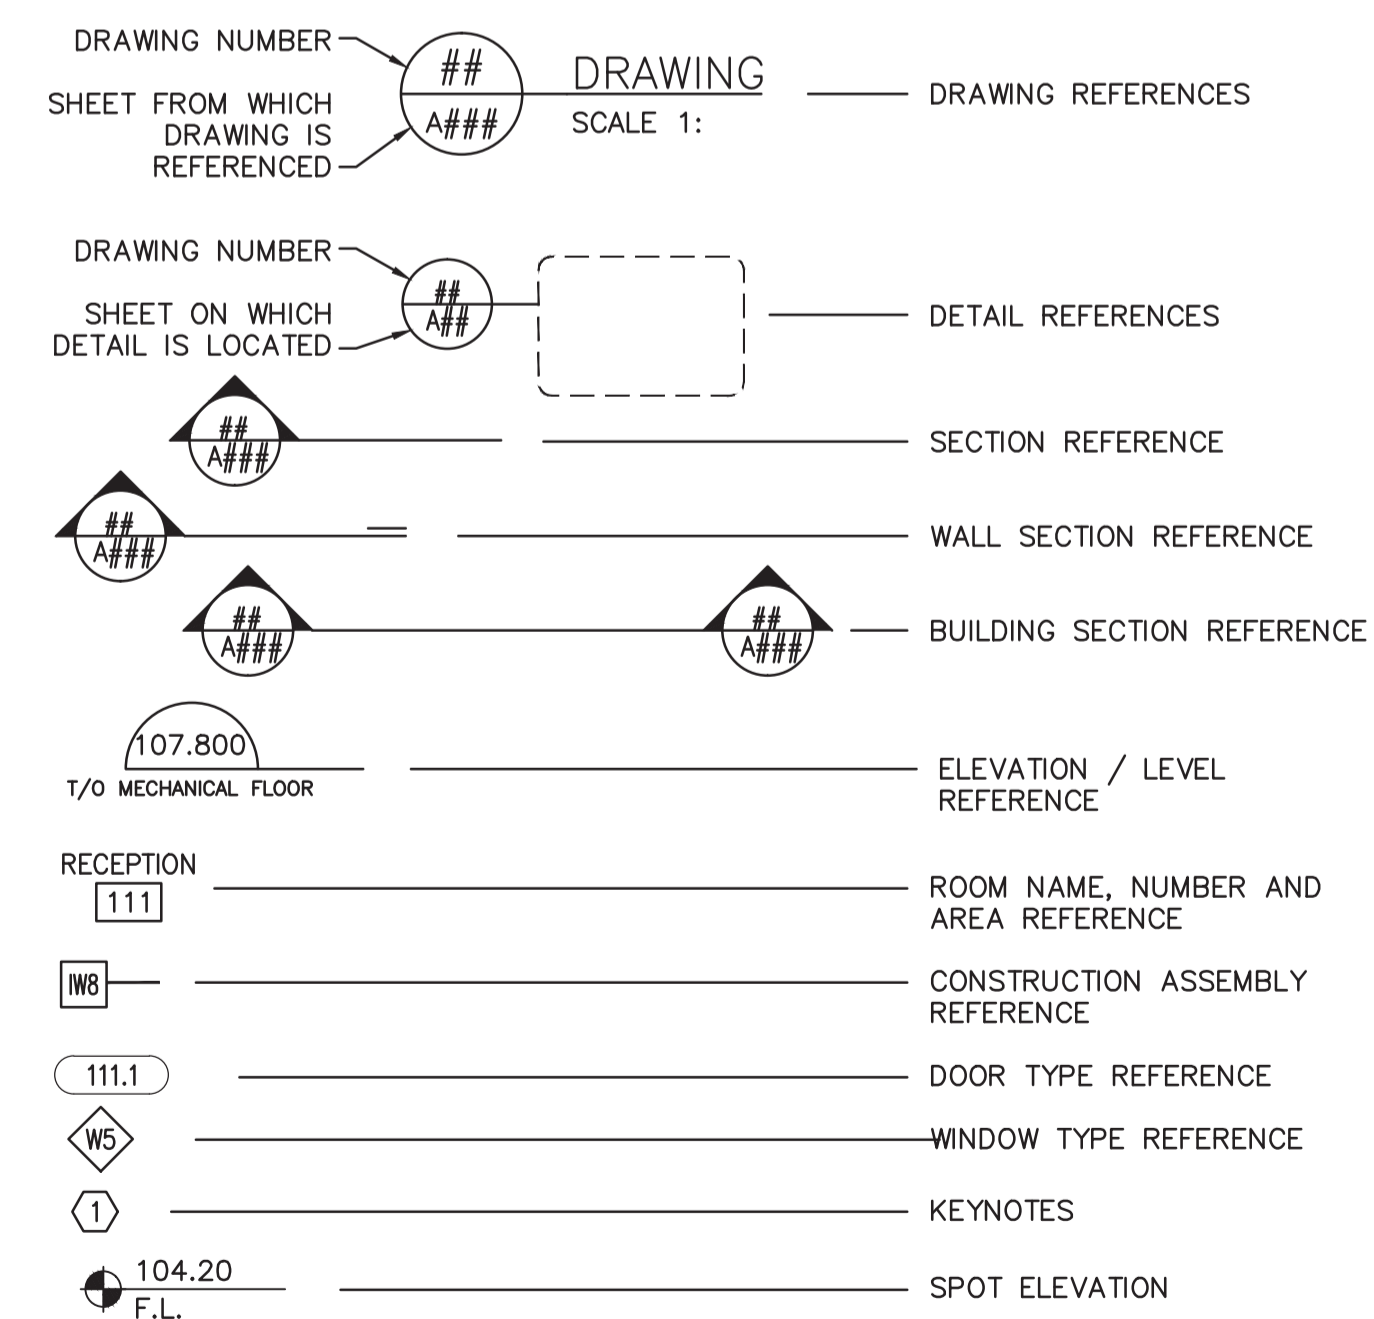 DRAWING NUMBER
SHEET FROM WHICH
DRAWING IS
REFERENCED
##
A###
DRAWING
SCALE 1:
DRAWING REFERENCES
DRAWING NUMBER
SHEET ON WHICH
DETAIL IS LOCATED
##
A##
DETAIL REFERENCES
##
A###
SECTION REFERENCE
##
A###
WALL SECTION REFERENCE
##
A###
##
A###
BUILDING SECTION REFERENCE
107.800
T/O MECHANICAL FLOOR
ELEVATION / LEVEL
REFERENCE
RECEPTION
111
ROOM NAME, NUMBER AND
AREA REFERENCE
IW8
CONSTRUCTION ASSEMBLY
REFERENCE
111.1
DOOR TYPE REFERENCE
W5
WINDOW TYPE REFERENCE
1
KEYNOTES
104.20
F.L.
SPOT ELEVATION